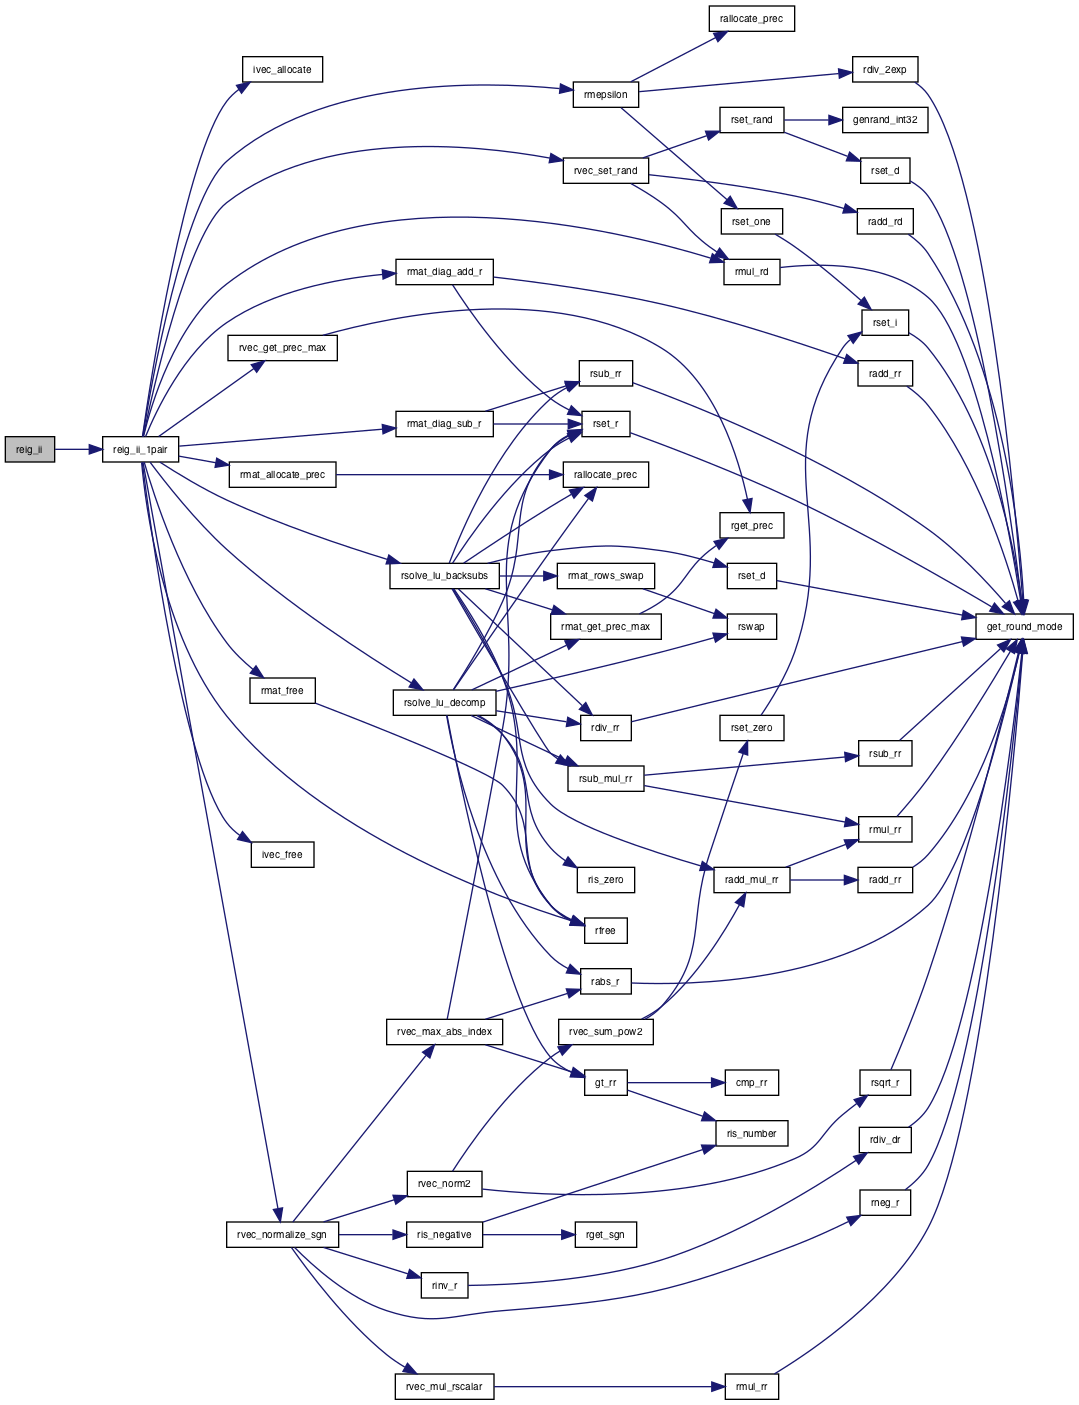 rallocate_prec
ivec_allocate
rdiv_2exp
rmepsilon
rset_rand
genrand_int32
rvec_set_rand
rset_d
rset_one
radd_rd
rmat_diag_add_r
rmul_rd
rset_i
rvec_get_prec_max
rsub_rr
radd_rr
rmat_diag_sub_r
rset_r
reig_ii
reig_ii_1pair
rmat_allocate_prec
rallocate_prec
rget_prec
rsolve_lu_backsubs
rmat_rows_swap
rset_d
rmat_get_prec_max
rswap
get_round_mode
rmat_free
rsolve_lu_decomp
rdiv_rr
rset_zero
rsub_rr
rsub_mul_rr
rmul_rr
ivec_free
ris_zero
radd_mul_rr
radd_rr
rfree
rabs_r
rvec_max_abs_index
rvec_sum_pow2
gt_rr
cmp_rr
rsqrt_r
ris_number
rdiv_dr
rvec_norm2
rneg_r
rvec_normalize_sgn
ris_negative
rget_sgn
rinv_r
rvec_mul_rscalar
rmul_rr